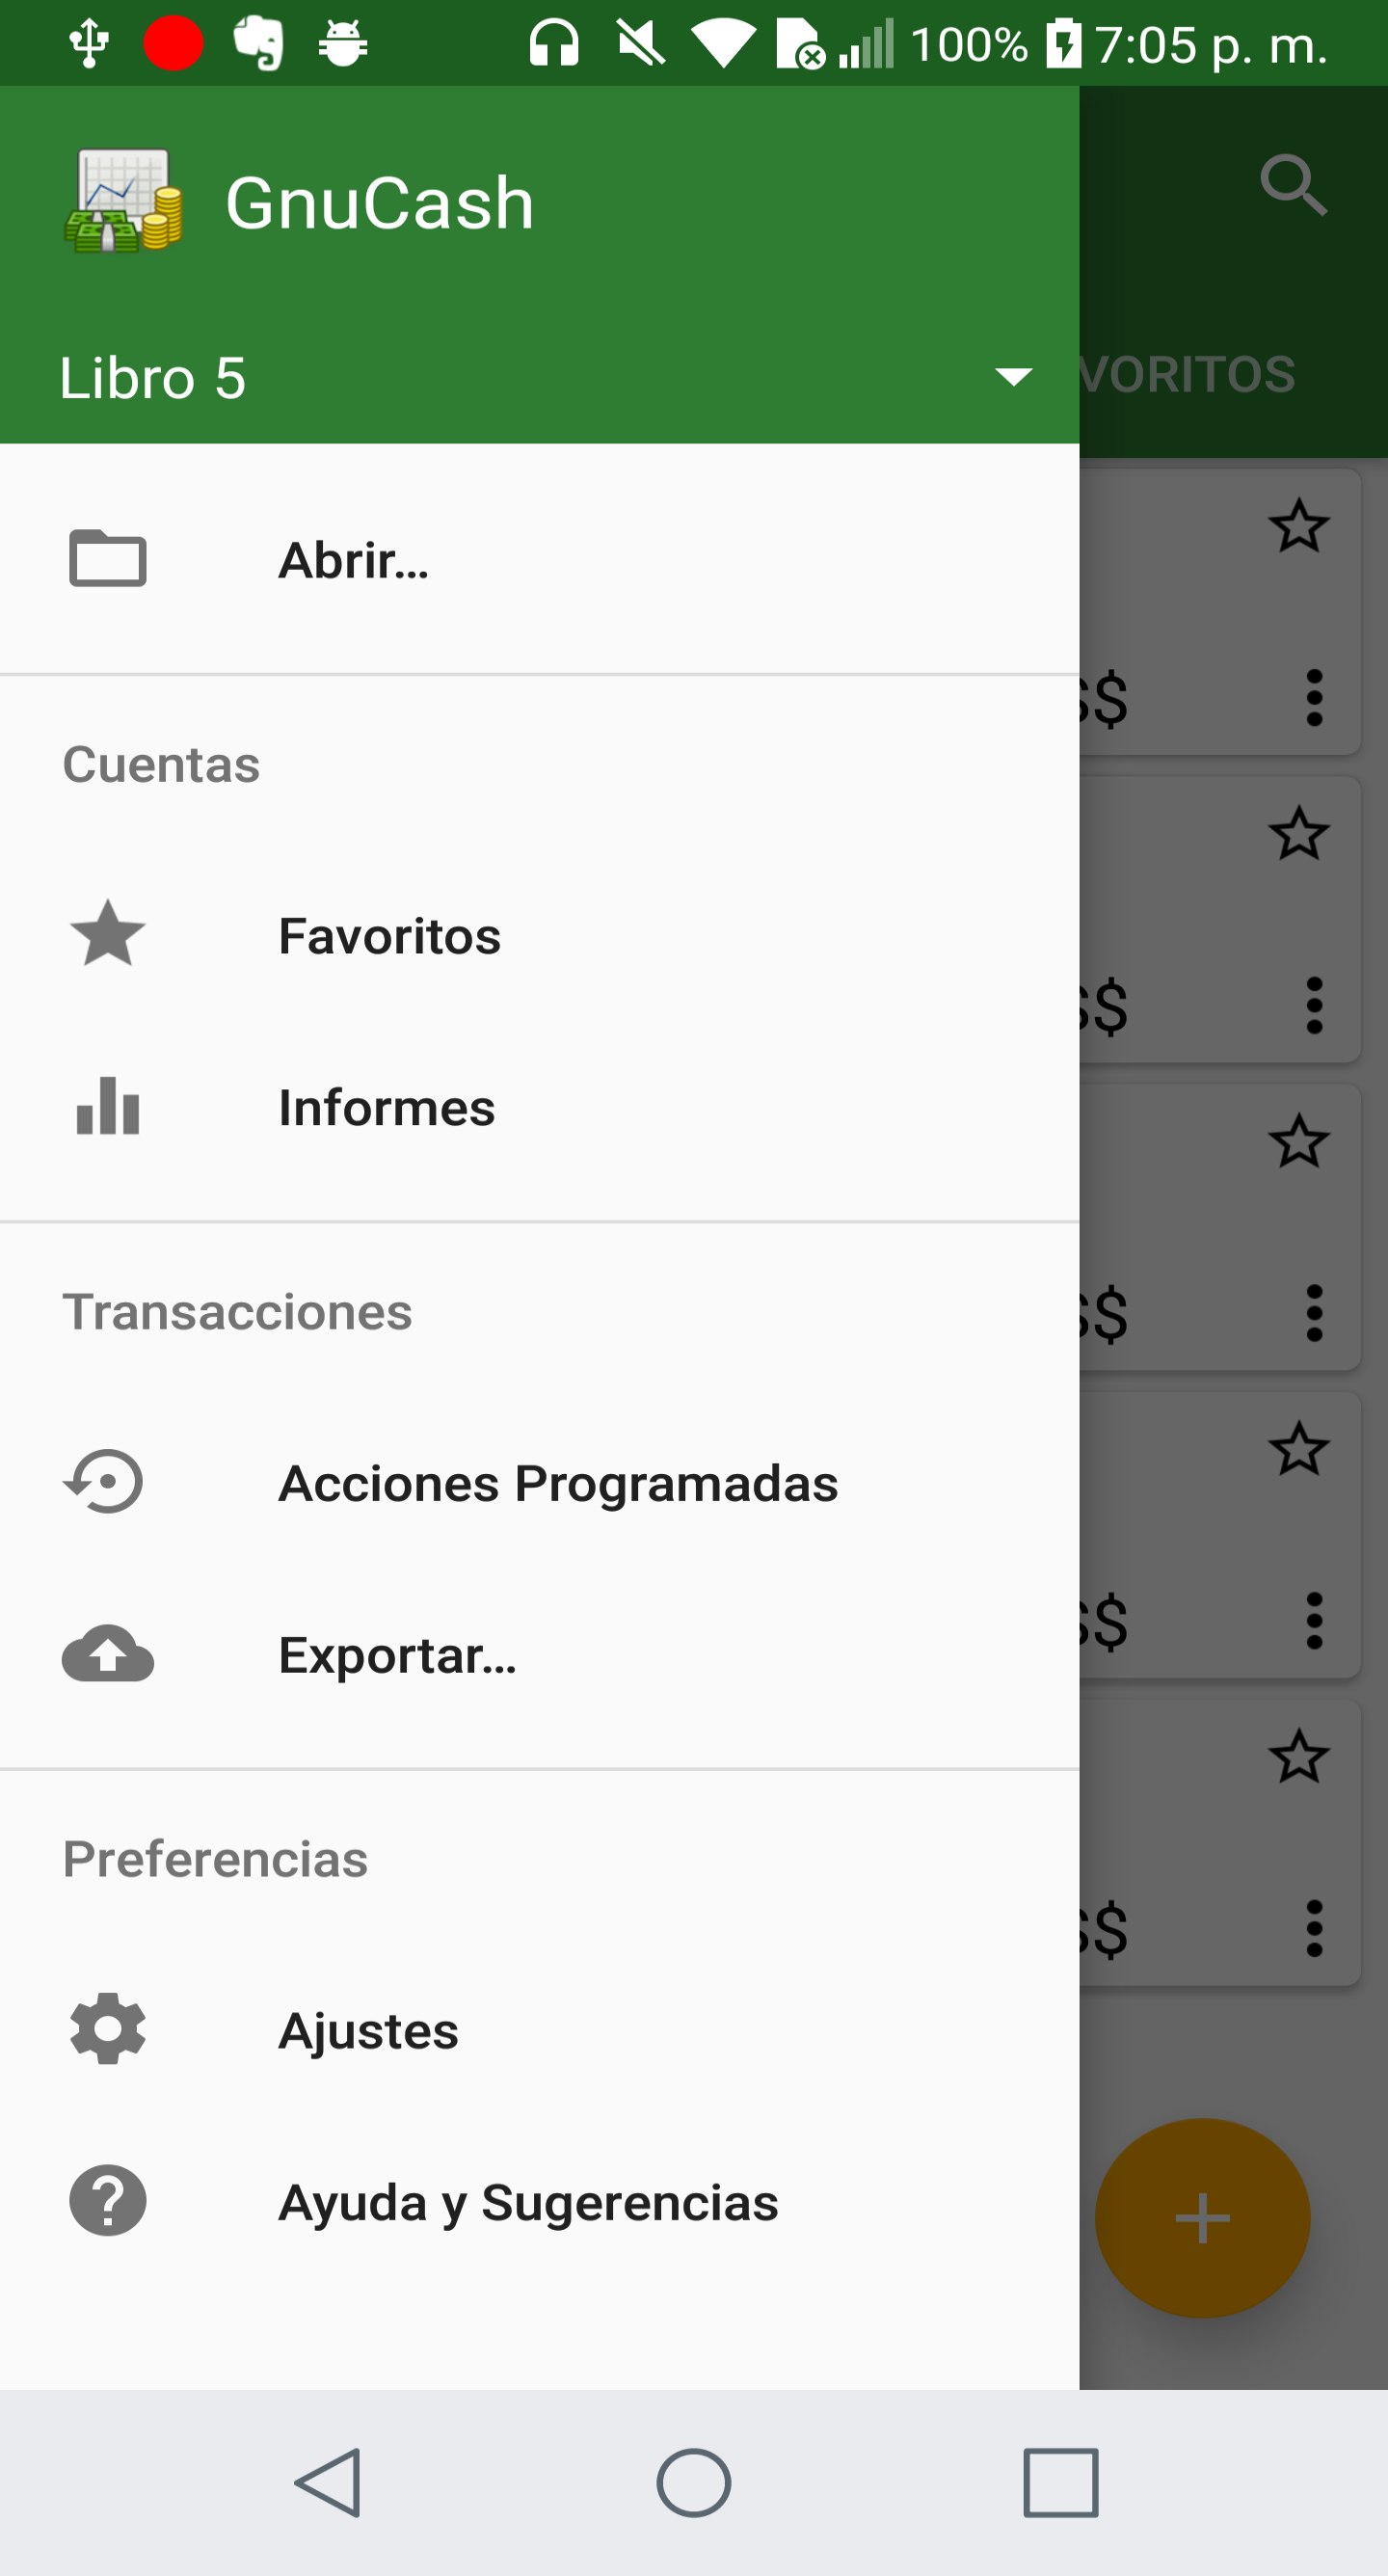 100% 7:05 p. m.
GnuCash
Libro 5
VORITOS
Abrir...
$$
Cuentas
Favoritos
$$
Informes
Transacciones
$$
Acciones Programadas
Exportar...
$$
Preferencias
$$
Ajustes
Ayuda y Sugerencias